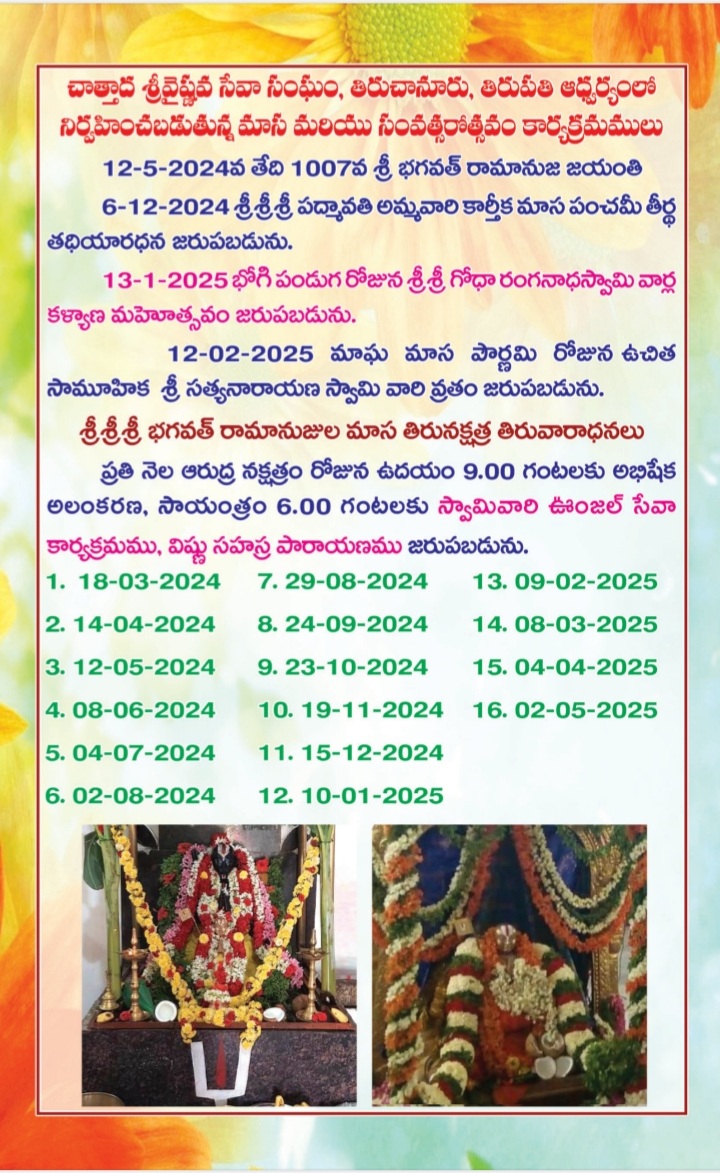 చాత్తాద శ్రీవైష్ణవ సేవా సంఘం, తిరుచానూరు, తిరుపతి ఆధ్వర్యంలో
నిర్వహించబడుతున్న మాస మరియు సంవత్సరోత్సవం కార్యక్రమములు
12-5-2024వ తేది 1007వ శ్రీ భగవత్ రామానుజ జయంతి
6-12-2024 శ్రీశ్రీశ్రీ పద్మావతి అమ్మవారి కార్తీక మాస పంచమీ తీర్థ
తధియారధన జరుపబడును.
13-1-2025 భోగి పండుగ రోజున శ్రీశ్రీ గోధా రంగనాధస్వామి వార్ల
కళ్యాణ మహెూత్సవం జరుపబడును.
12-02-2025 మాఘ మాస పౌర్ణమి రోజున ఉచిత
సామూహిక శ్రీ సత్యనారాయణ స్వామి వారి వ్రతం జరుపబడును.
శ్రీశ్రీశ్రీ భగవత్ రామానుజుల మాస తిరునక్షత్ర తిరువారాధనలు
ప్రతి నెల ఆరుద్ర నక్షత్రం రోజున ఉదయం 9.00 గంటలకు అభిషేక
అలంకరణ, సాయంత్రం 6.00 గంటలకు స్వామివారి ఊంజల్ సేవా
కార్యక్రమము, విష్ణు సహస్ర పారాయణము జరుపబడును.
1. 18-03-2024 7. 29-08-2024 13. 09-02-2025
2. 14-04-2024 8. 24-09-2024 14. 08-03-2025
3. 12-05-2024 9. 23-10-2024 15. 04-04-2025
4. 08-06-2024 10. 19-11-2024 16. 02-05-2025
5. 04-07-2024 11. 15-12-2024
6. 02-08-2024 12. 10-01-2025